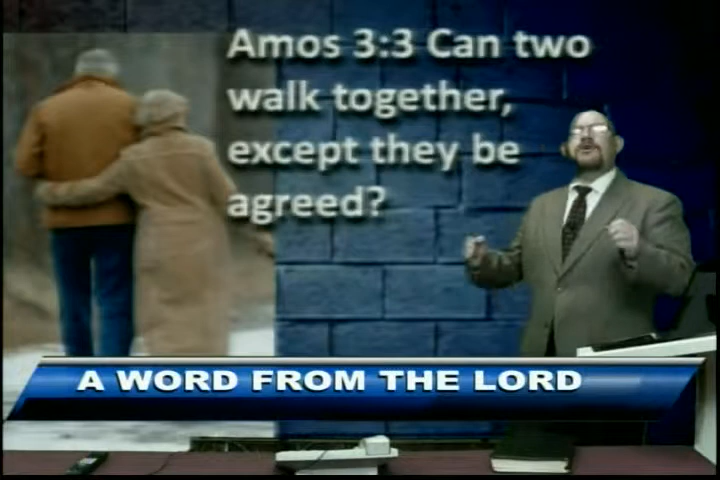 Amos 3:3 Can two
walk together,
except they be
agreed?
A WORD FROM THE LORD